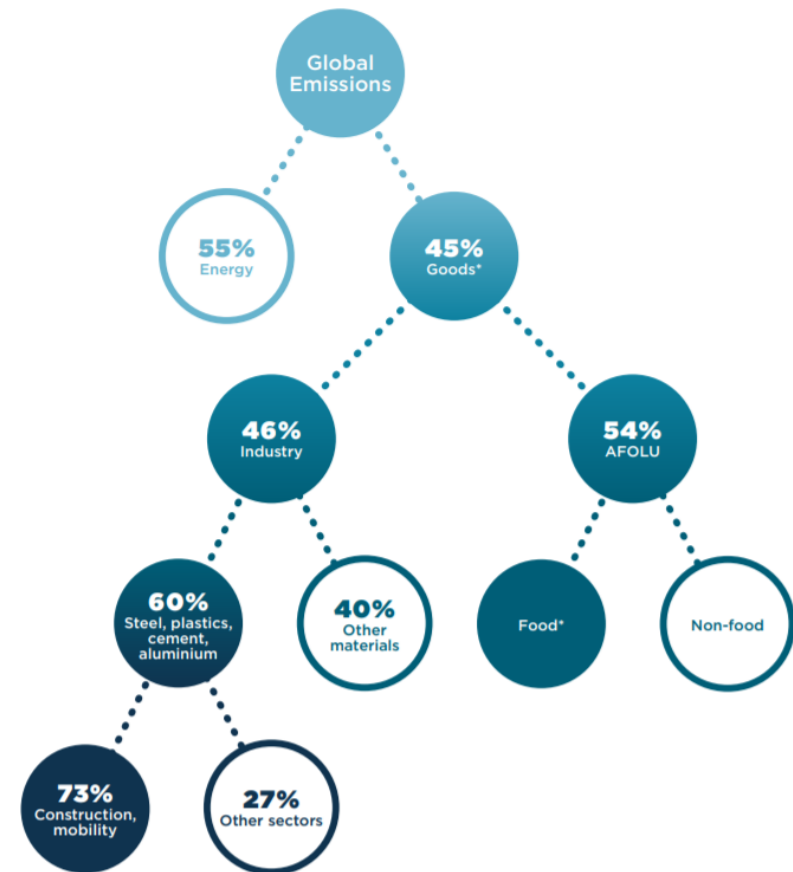 Global
Emissions
55%
Energy
45%
Goods*
46%
Industry
54%
AFOLU
60%
Steel, plastics,
cement,
aluminium
40%
Other
materials
Food*
Non-food
73%
Construction,
mobility
27%
Other sectors